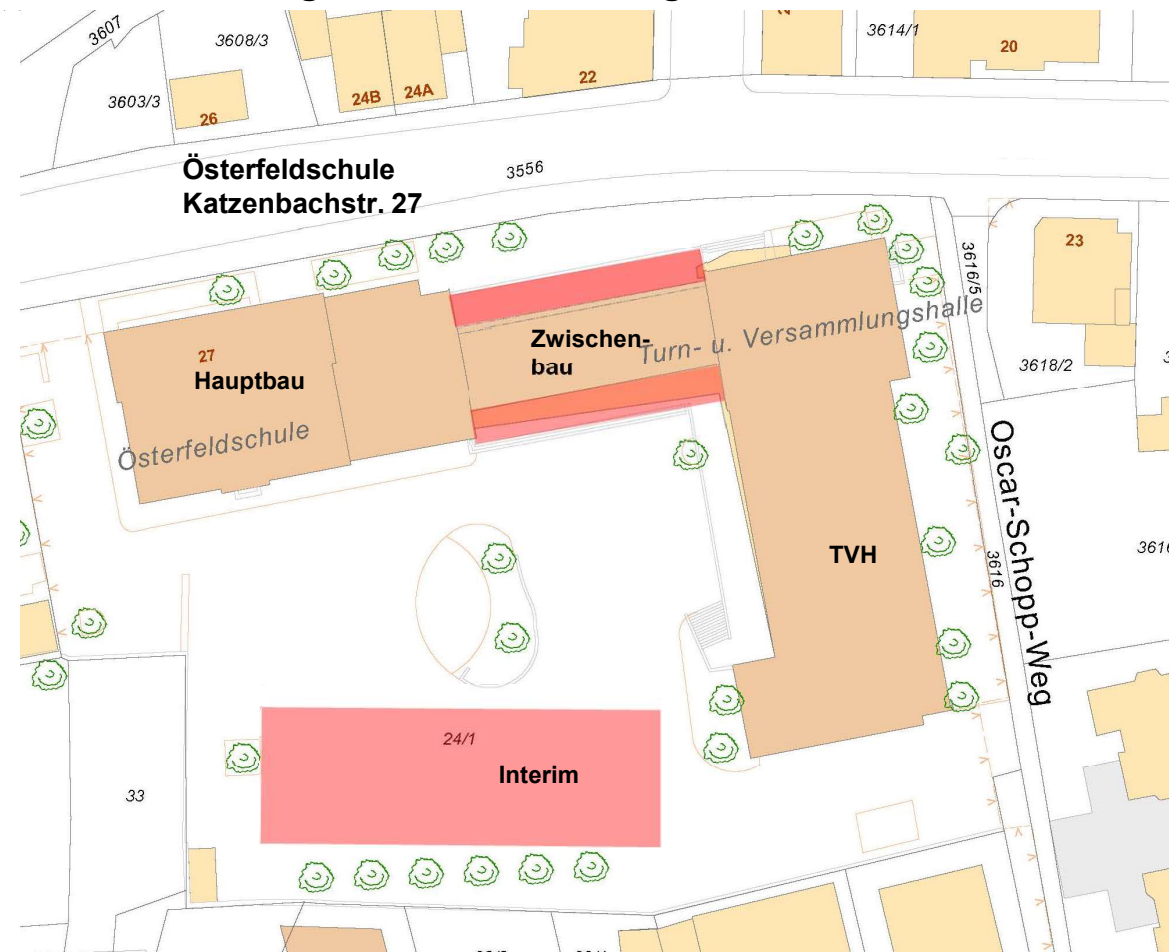 3607
3608/3
3614/1
20
22
24B
24A
3603/3
26
Österfeldschule
Katzenbachstr. 27
3556
23
3616/5
Zwischen-
bau
Turn- u. Versammlungshalle
27
Hauptbau
3618/2
Österfeldschule
Oscar-Schopp-Weg
TVH
3616
24/1
Interim
33